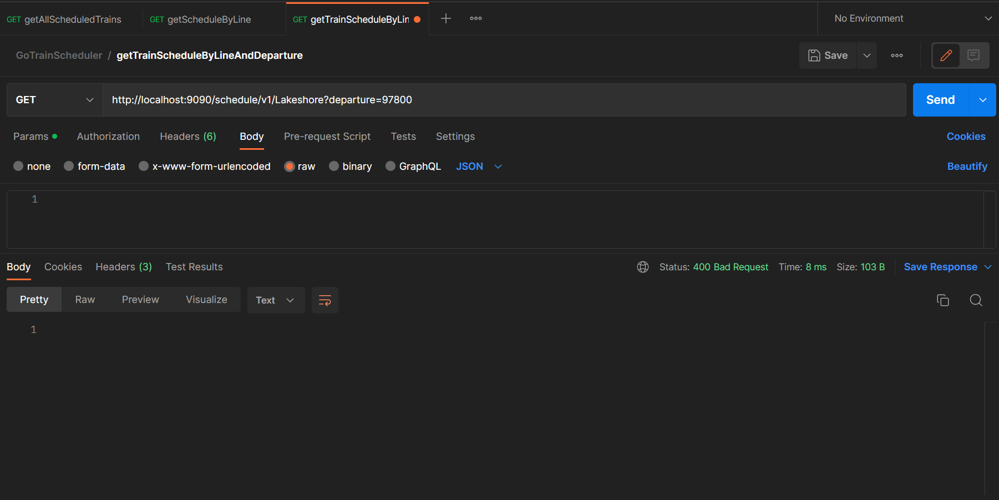 GET getAllScheduledTrains GET getScheduleByLine GET getTrainScheduleByLin No Environment
GoTrainScheduler / getTrainScheduleByLineAndDeparture Save
GET http://localhost:9090/schedule/v1/Lakeshore?departure=97800 Send
Params Authorization Headers (6) Body Pre-request Script Tests Settings Cookies
none form-data x-www-form-urlencoded raw binary GraphQL JSON Beautify
1
Body Cookies Headers (3) Test Results Status: 400 Bad Request Time: 8 ms Size: 103 B Save Response
Pretty Raw Preview Visualize Text
1